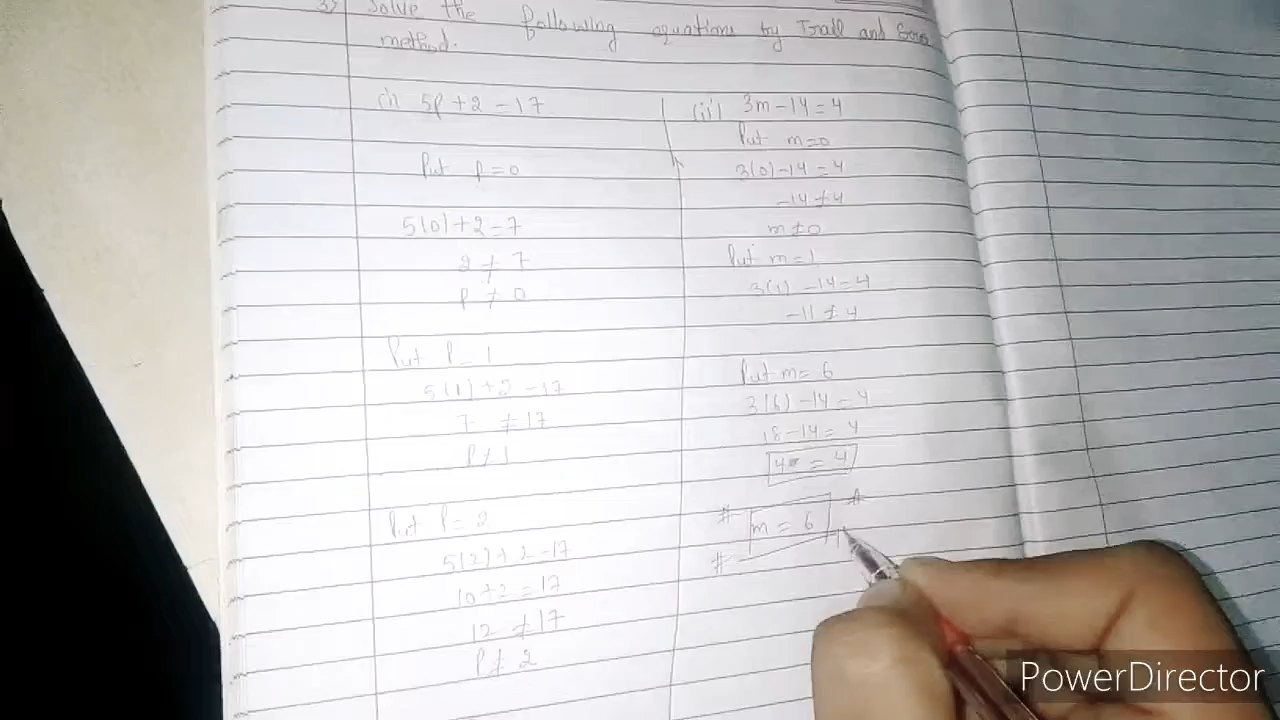 3) Solve the following equations by Trall and Error
method.
(i) 5p + 2 = 17
Put p = 0
5(0) + 2 = 7
2 ≠ 7
p ≠ 0
Put p = 1
5(1) + 2 = 17
7 ≠ 17
p ≠ 1
Put p = 2
5(2) + 2 = 17
10 + 2 = 17
12 ≠ 17
p ≠ 2
(ii) 3m - 14 = 4
Put m = 0
3(0) - 14 = 4
-14 ≠ 4
m ≠ 0
Put m = 1
3(1) - 14 = 4
-11 ≠ 4
Put m = 6
3(6) - 14 = 4
18 - 14 = 4
4 = 4
# m = 6 #
#
PowerDirector